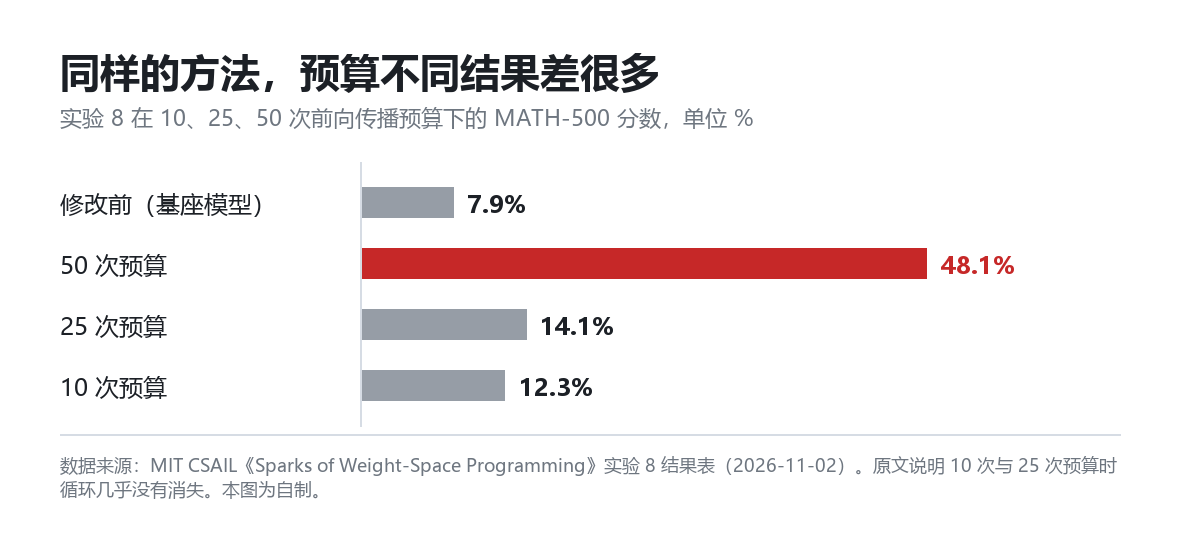 同样的方法，预算不同结果差很多
实验 8 在 10、25、50 次前向传播预算下的 MATH-500 分数，单位 %
修改前（基座模型） 7.9%
50 次预算 48.1%
25 次预算 14.1%
10 次预算 12.3%
数据来源：MIT CSAIL《Sparks of Weight-Space Programming》实验 8 结果表（2026-11-02）。原文说明 10 次与 25 次预算时
循环几乎没有消失。本图为自制。